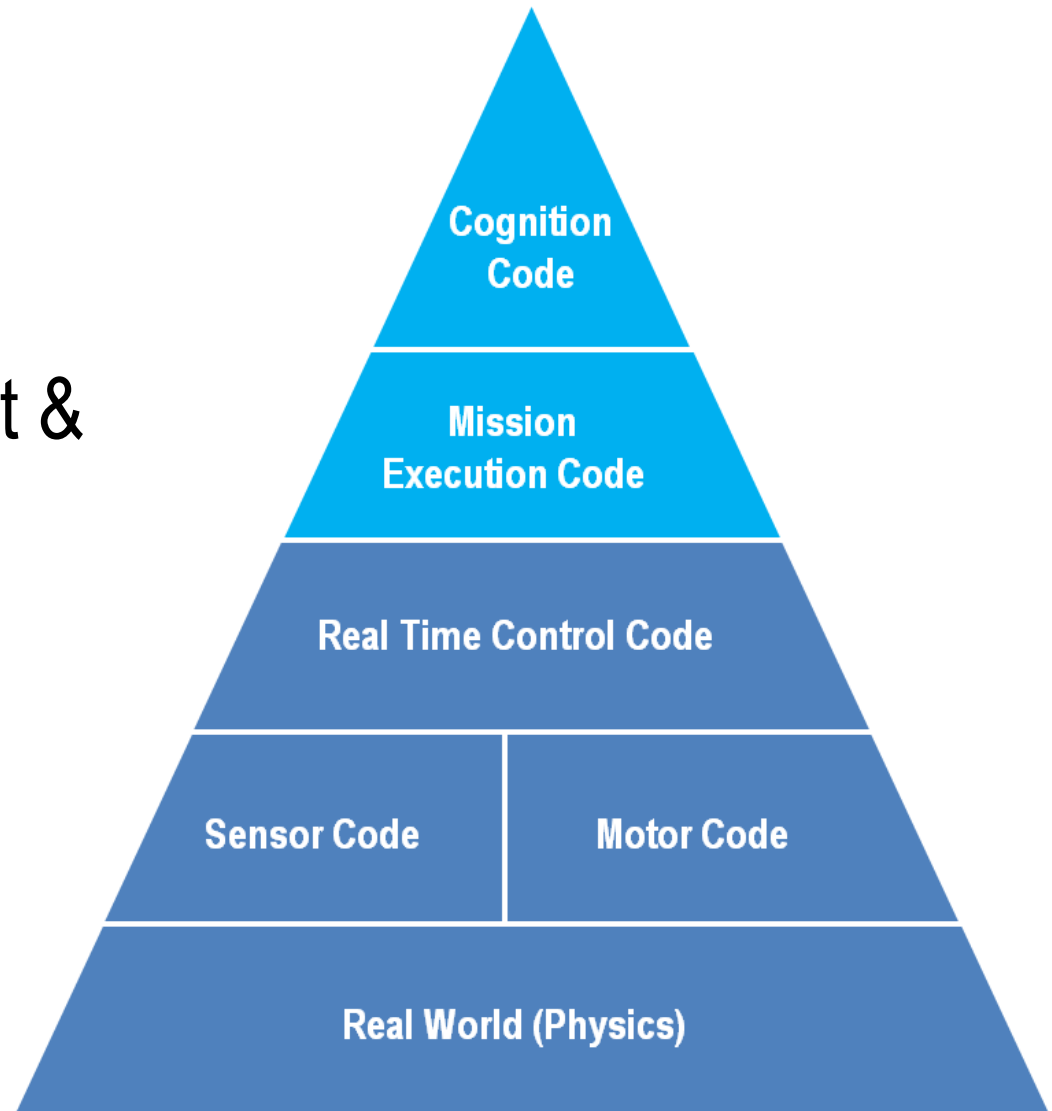 Cognition
Code
t &
Mission
Execution Code
Real Time Control Code
Sensor Code
Motor Code
Real World (Physics)